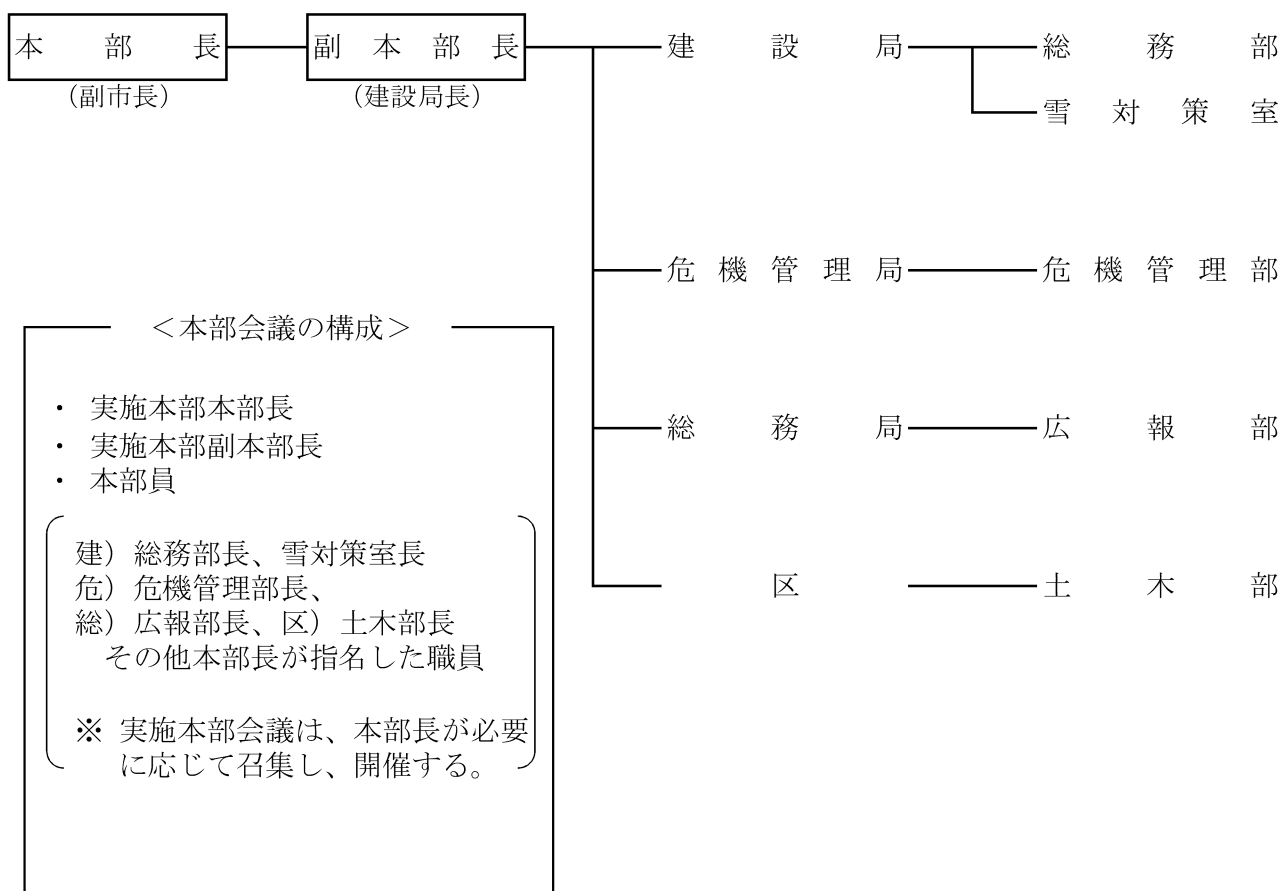 本部長 副本部長 建設局 総務部
(副市長) (建設局長)
雪対策室
危機管理局 危機管理部
総務局 広報部
区 土木部
＜本部会議の構成＞
・ 実施本部本部長
・ 実施本部副本部長
・ 本部員
建）総務部長、雪対策室長
危）危機管理部長、
総）広報部長、区）土木部長
その他本部長が指名した職員
※ 実施本部会議は、本部長が必要
に応じて召集し、開催する。